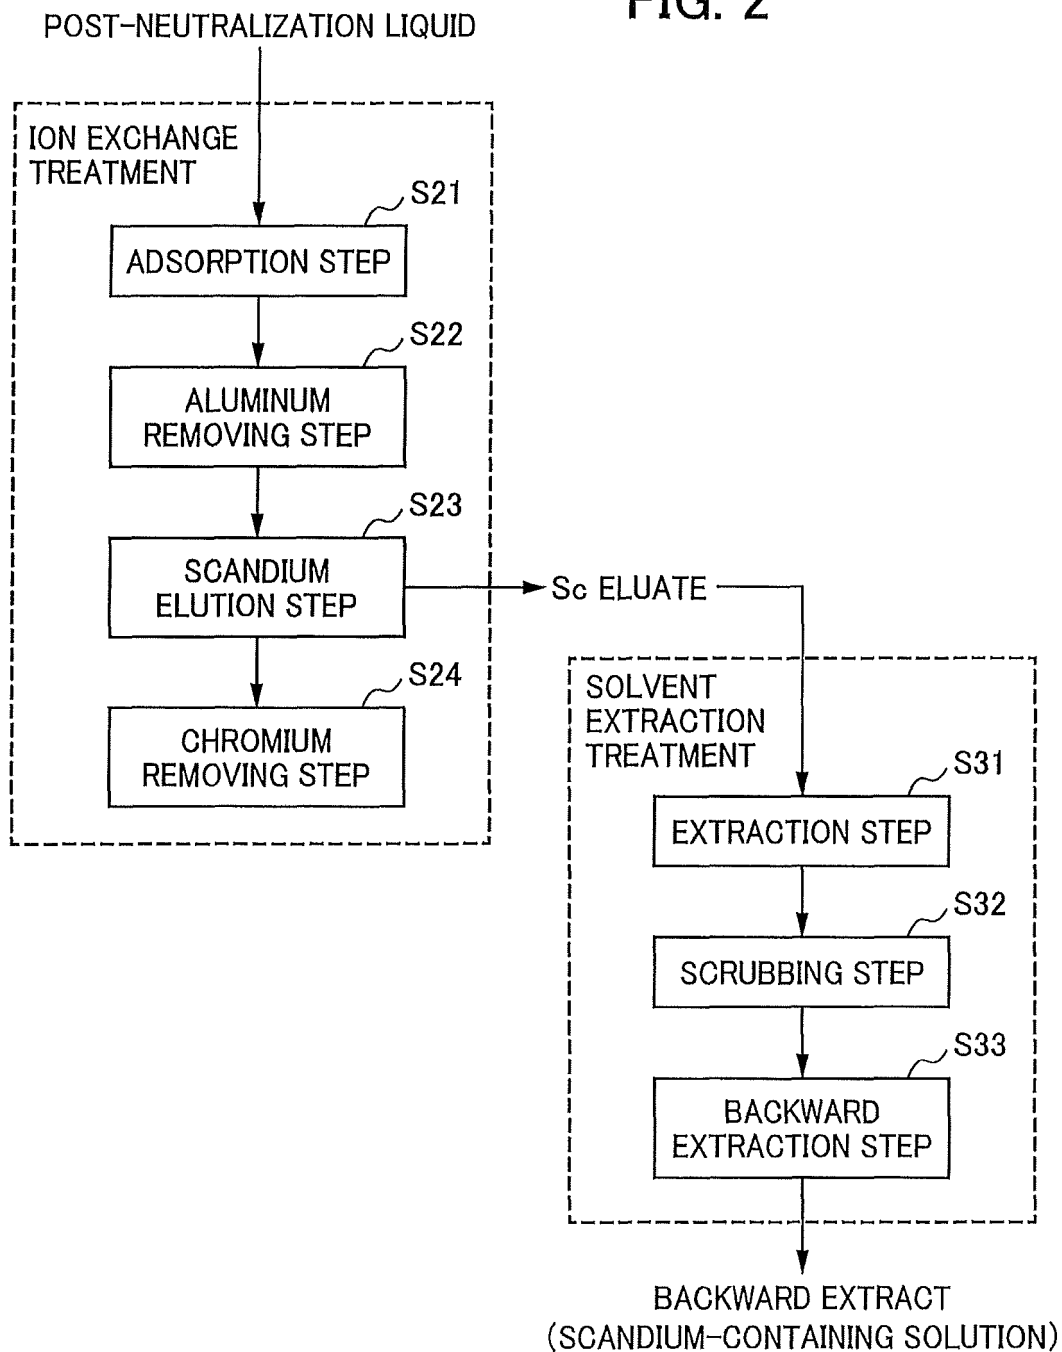 FIG. 2
POST-NEUTRALIZATION LIQUID
ION EXCHANGE
TREATMENT
S21
ADSORPTION STEP
S22
ALUMINUM
REMOVING STEP
S23
SCANDIUM
ELUTION STEP
Sc ELUATE
S24
CHROMIUM
REMOVING STEP
SOLVENT
EXTRACTION
TREATMENT
S31
EXTRACTION STEP
S32
SCRUBBING STEP
S33
BACKWARD
EXTRACTION STEP
BACKWARD EXTRACT
(SCANDIUM-CONTAINING SOLUTION)